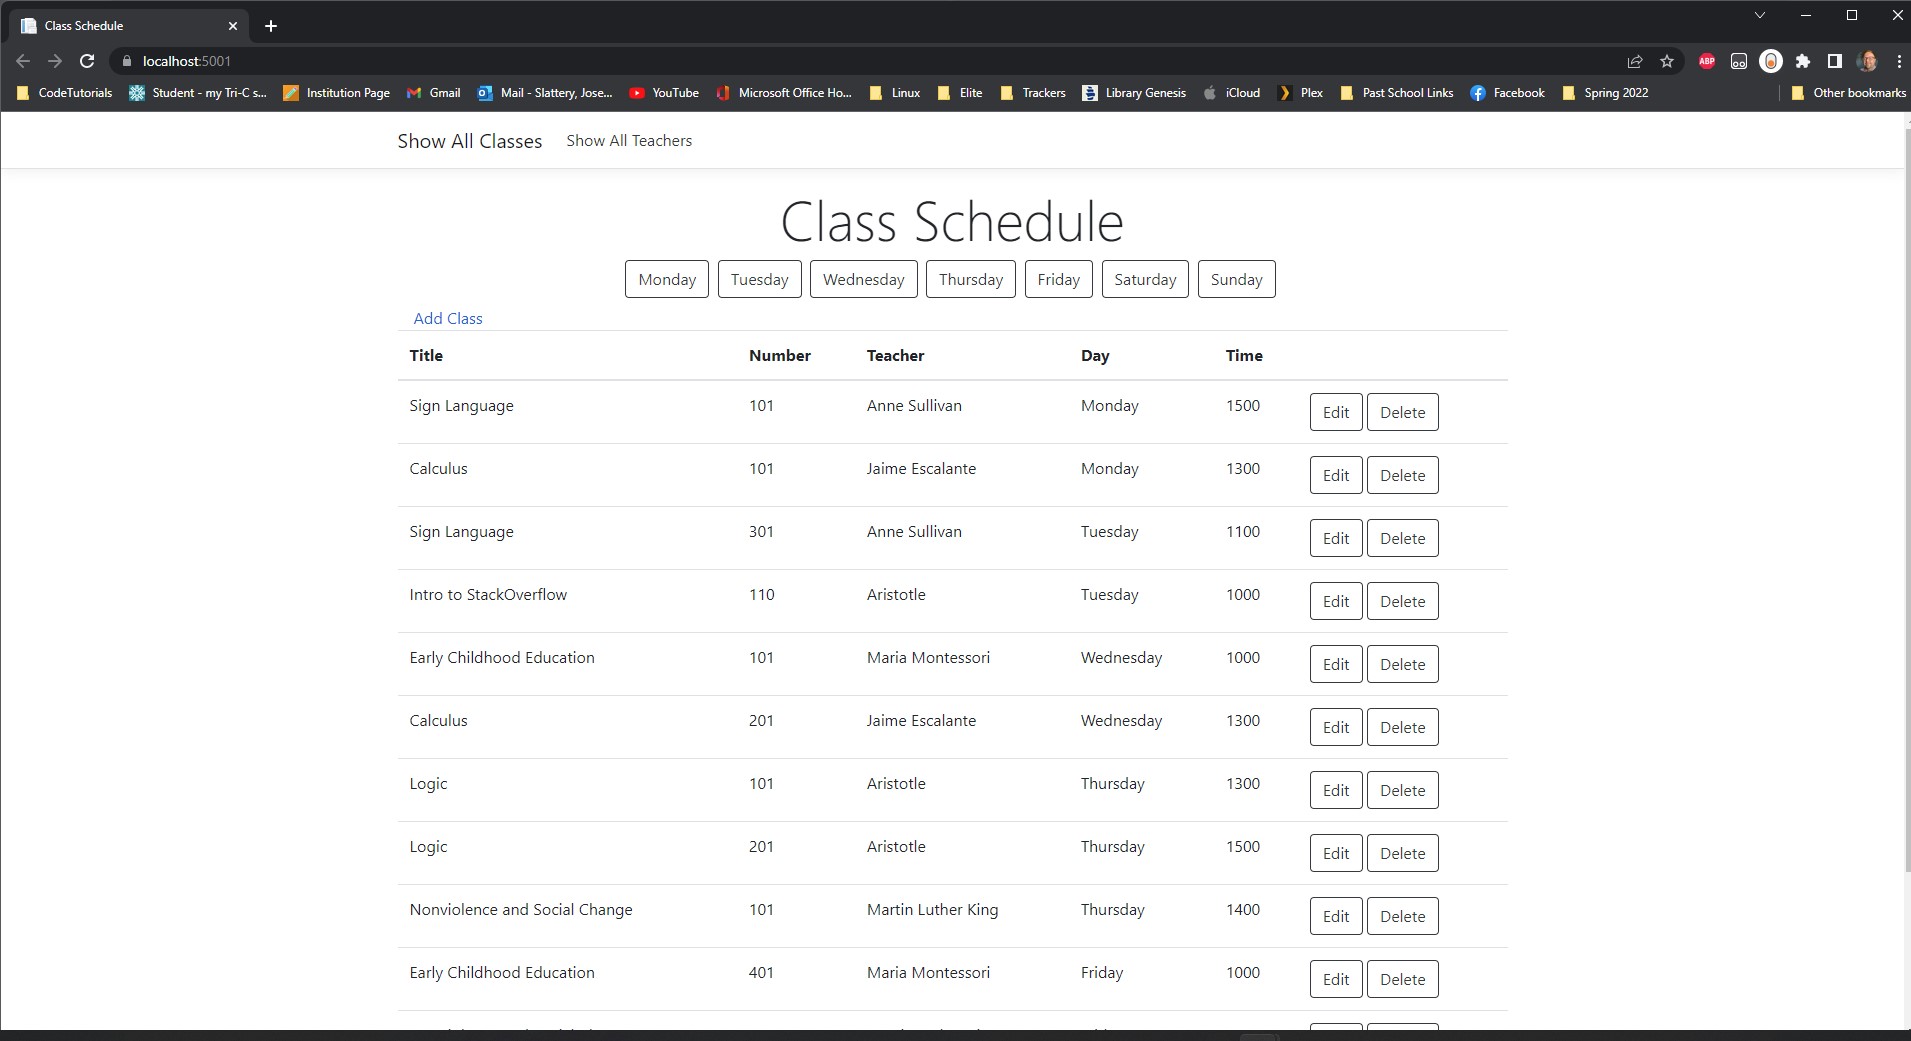 Class Schedule
localhost:5001
ABP
CodeTutorials Student - my Tri-C s... Institution Page Gmail Mail - Slattery, Jose... YouTube Microsoft Office Ho... Linux Elite Trackers Library Genesis iCloud Plex Past School Links Facebook Spring 2022 Other bookmarks
Show All Classes Show All Teachers
Class Schedule
Monday Tuesday Wednesday Thursday Friday Saturday Sunday
Add Class
Title Number Teacher Day Time
Sign Language 101 Anne Sullivan Monday 1500 Edit Delete
Calculus 101 Jaime Escalante Monday 1300 Edit Delete
Sign Language 301 Anne Sullivan Tuesday 1100 Edit Delete
Intro to StackOverflow 110 Aristotle Tuesday 1000 Edit Delete
Early Childhood Education 101 Maria Montessori Wednesday 1000 Edit Delete
Calculus 201 Jaime Escalante Wednesday 1300 Edit Delete
Logic 101 Aristotle Thursday 1300 Edit Delete
Logic 201 Aristotle Thursday 1500 Edit Delete
Nonviolence and Social Change 101 Martin Luther King Thursday 1400 Edit Delete
Early Childhood Education 401 Maria Montessori Friday 1000 Edit Delete